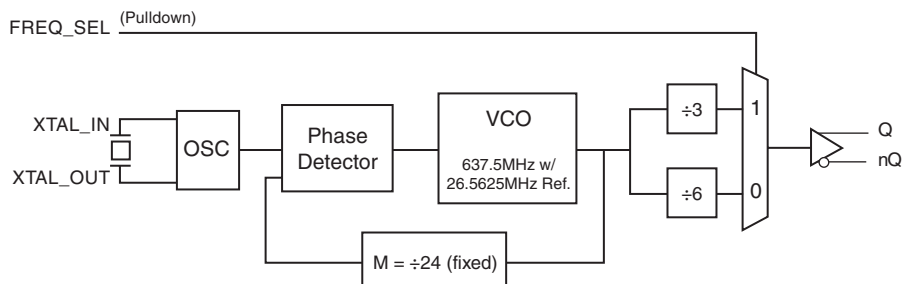 FREQ_SEL (Pulldown)
XTAL_IN
XTAL_OUT
OSC
Phase
Detector
VCO
637.5MHz w/
26.5625MHz Ref.
M = ÷24 (fixed)
÷3
÷6
1
0
Q
nQ